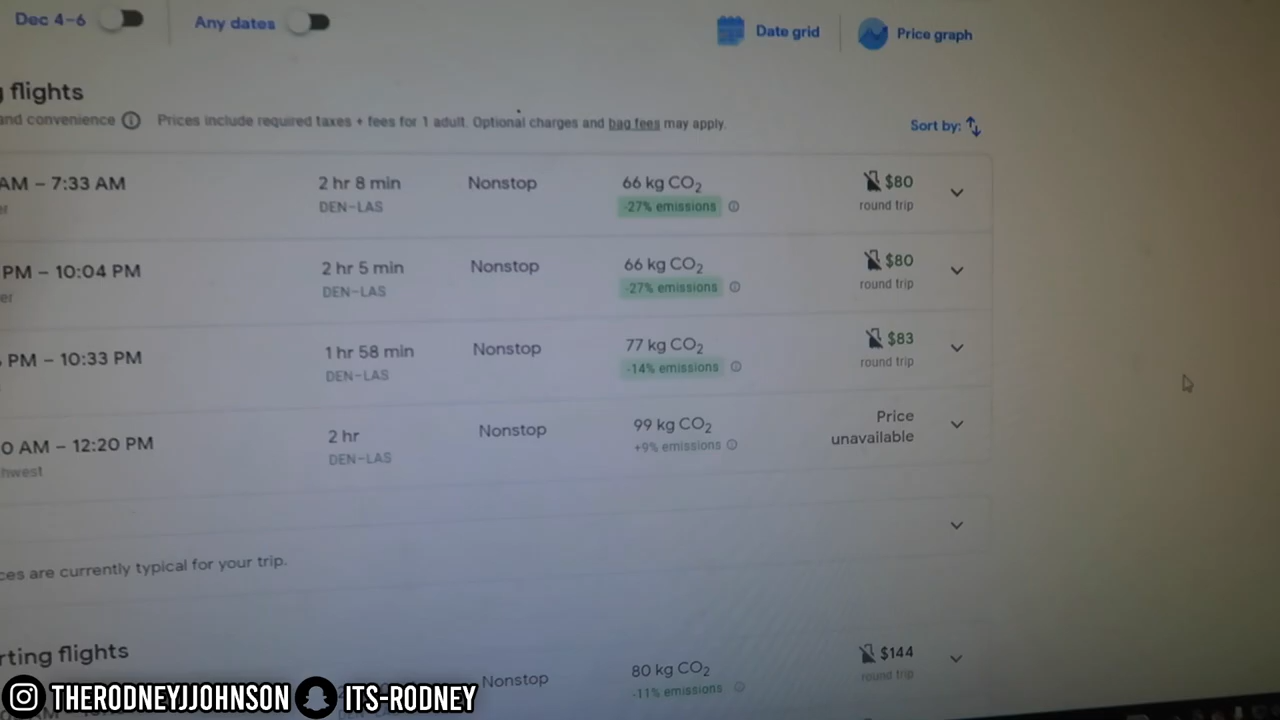 Dec 4–6
Any dates
Date grid
Price graph
flights
and convenience
Prices include required taxes + fees for 1 adult. Optional charges and bag fees may apply.
Sort by:
AM – 7:33 AM
2 hr 8 min
Nonstop
66 kg CO2
$80
DEN–LAS
-27% emissions
round trip
PM – 10:04 PM
2 hr 5 min
Nonstop
66 kg CO2
$80
DEN–LAS
-27% emissions
round trip
PM – 10:33 PM
1 hr 58 min
Nonstop
77 kg CO2
$83
DEN–LAS
-14% emissions
round trip
0 AM – 12:20 PM
2 hr
Nonstop
99 kg CO2
Price unavailable
hwest
DEN–LAS
+9% emissions
ces are currently typical for your trip.
rting flights
Nonstop
80 kg CO2
$144
-11% emissions
round trip
THERODNEYJJOHNSON
ITS-RODNEY